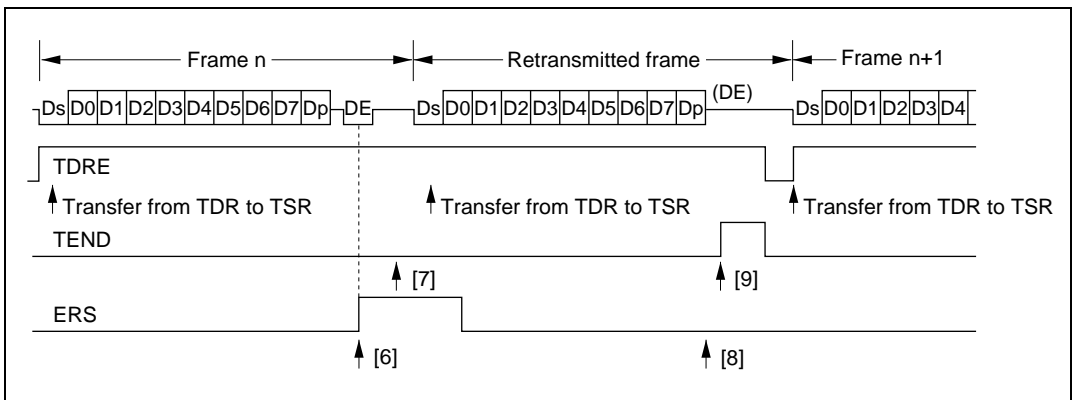 Frame n Retransmitted frame Frame n+1
Ds D0 D1 D2 D3 D4 D5 D6 D7 Dp DE Ds D0 D1 D2 D3 D4 D5 D6 D7 Dp (DE) Ds D0 D1 D2 D3 D4
TDRE
Transfer from TDR to TSR Transfer from TDR to TSR Transfer from TDR to TSR
TEND
[7] [9]
ERS
[6] [8]